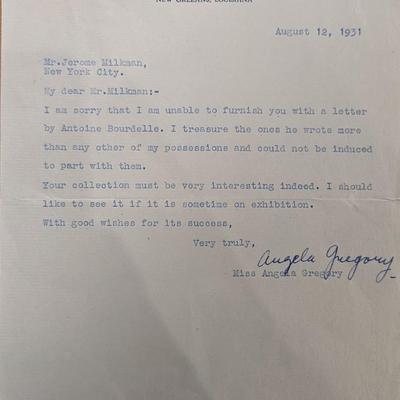 New Orleans, Louisiana
August 12, 1931
Mr.Jerome Milkman,
New York City.
My dear Mr.Milkman:-
I am sorry that I am unable to furnish you with a letter
by Antoine Bourdelle. I treasure the ones he wrote more
than any other of my possessions and could not be induced
to part with them.
Your collection must be very interesting indeed. I should
like to see it if it is sometime on exhibition.
With good wishes for its success,
Very truly,
Angela Gregory
Miss Angela Gregory